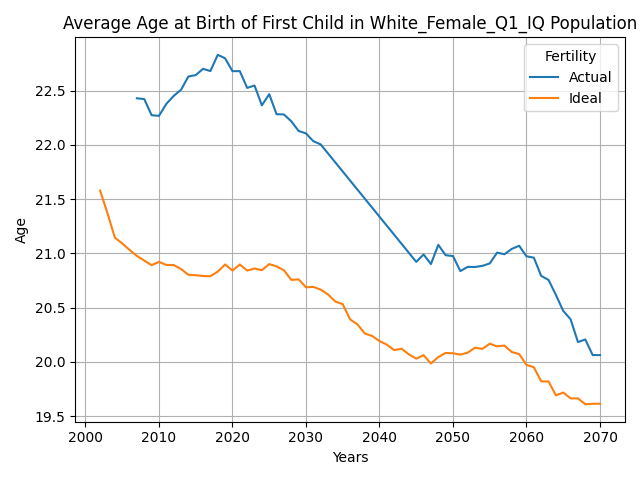 Average Age at Birth of First Child in White_Female_Q1_IQ Population
Fertility
Actual
Ideal
22.5
22.0
21.5
21.0
20.5
20.0
19.5
Age
2000 2010 2020 2030 2040 2050 2060 2070
Years